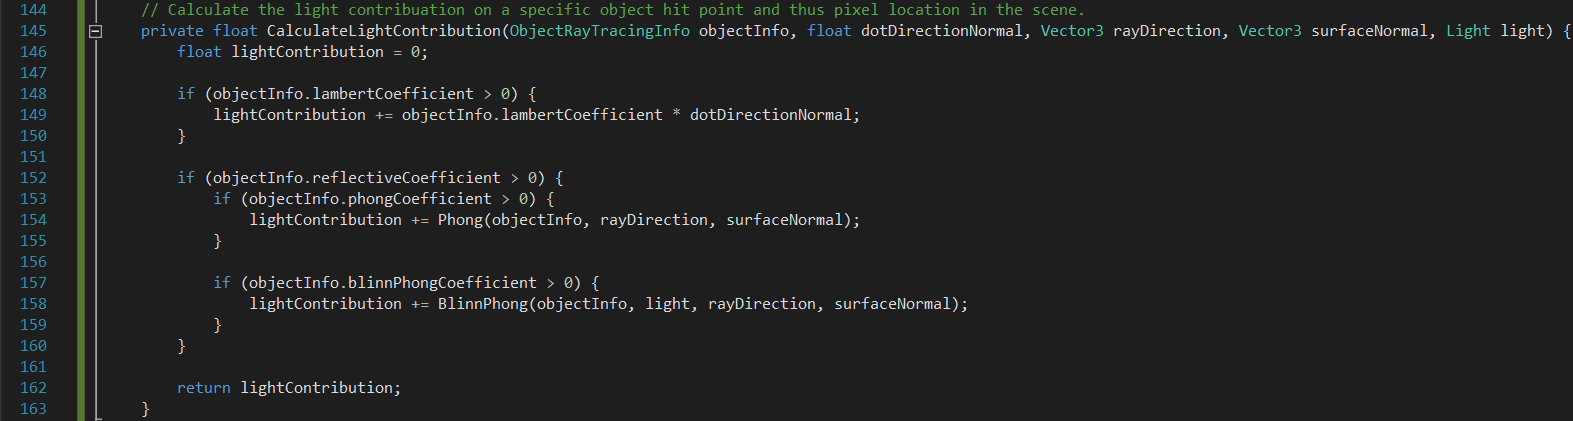 144 // Calculate the light contribuation on a specific object hit point and thus pixel location in the scene.
145 private float CalculateLightContribution(ObjectRayTracingInfo objectInfo, float dotDirectionNormal, Vector3 rayDirection, Vector3 surfaceNormal, Light light) {
146 float lightContribution = 0;
147
148 if (objectInfo.lambertCoefficient > 0) {
149 lightContribution += objectInfo.lambertCoefficient * dotDirectionNormal;
150 }
151
152 if (objectInfo.reflectiveCoefficient > 0) {
153 if (objectInfo.phongCoefficient > 0) {
154 lightContribution += Phong(objectInfo, rayDirection, surfaceNormal);
155 }
156
157 if (objectInfo.blinnPhongCoefficient > 0) {
158 lightContribution += BlinnPhong(objectInfo, light, rayDirection, surfaceNormal);
159 }
160 }
161
162 return lightContribution;
163 }